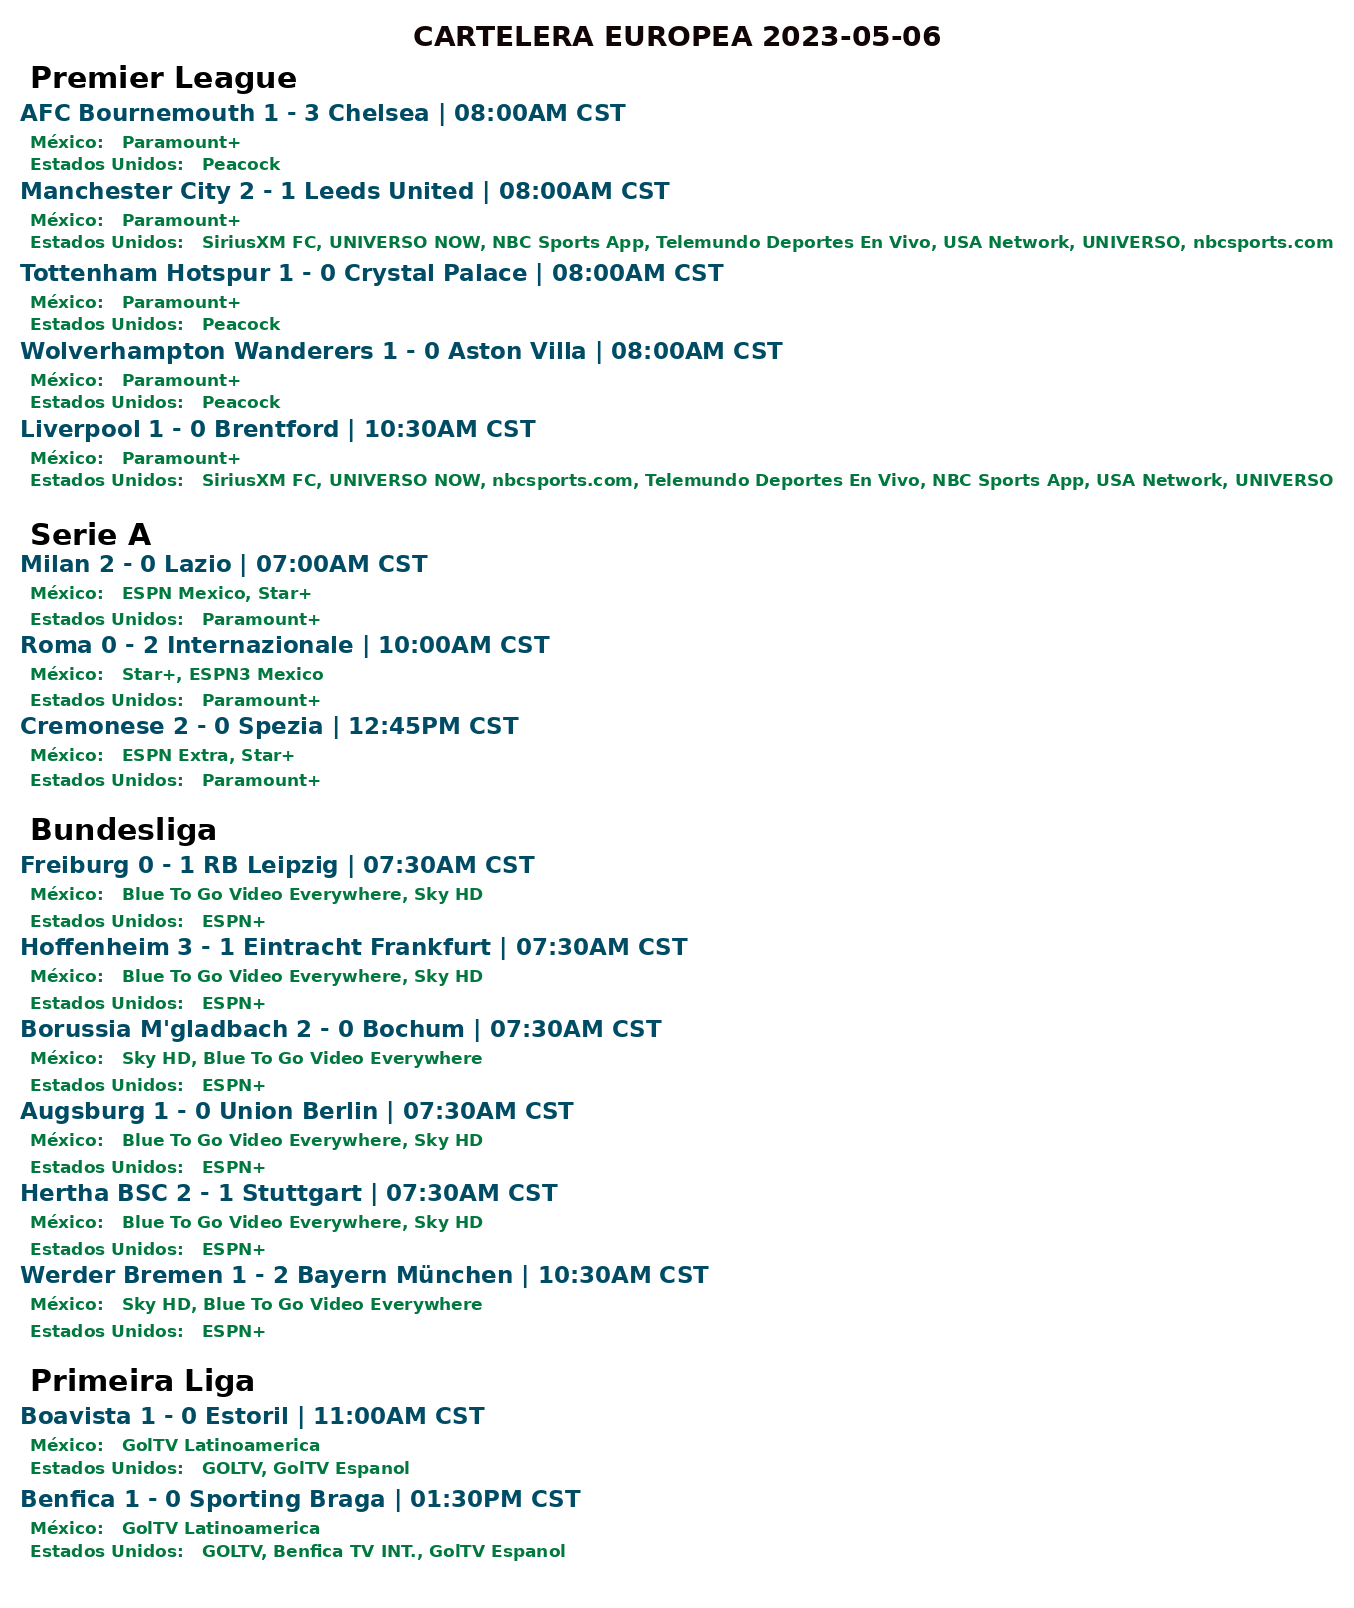 CARTELERA EUROPEA 2023-05-06
Premier League
AFC Bournemouth 1 - 3 Chelsea | 08:00AM CST
México: Paramount+
Estados Unidos: Peacock
Manchester City 2 - 1 Leeds United | 08:00AM CST
México: Paramount+
Estados Unidos: SiriusXM FC, UNIVERSO NOW, NBC Sports App, Telemundo Deportes En Vivo, USA Network, UNIVERSO, nbcsports.com
Tottenham Hotspur 1 - 0 Crystal Palace | 08:00AM CST
México: Paramount+
Estados Unidos: Peacock
Wolverhampton Wanderers 1 - 0 Aston Villa | 08:00AM CST
México: Paramount+
Estados Unidos: Peacock
Liverpool 1 - 0 Brentford | 10:30AM CST
México: Paramount+
Estados Unidos: SiriusXM FC, UNIVERSO NOW, nbcsports.com, Telemundo Deportes En Vivo, NBC Sports App, USA Network, UNIVERSO
Serie A
Milan 2 - 0 Lazio | 07:00AM CST
México: ESPN Mexico, Star+
Estados Unidos: Paramount+
Roma 0 - 2 Internazionale | 10:00AM CST
México: Star+, ESPN3 Mexico
Estados Unidos: Paramount+
Cremonese 2 - 0 Spezia | 12:45PM CST
México: ESPN Extra, Star+
Estados Unidos: Paramount+
Bundesliga
Freiburg 0 - 1 RB Leipzig | 07:30AM CST
México: Blue To Go Video Everywhere, Sky HD
Estados Unidos: ESPN+
Hoffenheim 3 - 1 Eintracht Frankfurt | 07:30AM CST
México: Blue To Go Video Everywhere, Sky HD
Estados Unidos: ESPN+
Borussia M'gladbach 2 - 0 Bochum | 07:30AM CST
México: Sky HD, Blue To Go Video Everywhere
Estados Unidos: ESPN+
Augsburg 1 - 0 Union Berlin | 07:30AM CST
México: Blue To Go Video Everywhere, Sky HD
Estados Unidos: ESPN+
Hertha BSC 2 - 1 Stuttgart | 07:30AM CST
México: Blue To Go Video Everywhere, Sky HD
Estados Unidos: ESPN+
Werder Bremen 1 - 2 Bayern München | 10:30AM CST
México: Sky HD, Blue To Go Video Everywhere
Estados Unidos: ESPN+
Primeira Liga
Boavista 1 - 0 Estoril | 11:00AM CST
México: GolTV Latinoamerica
Estados Unidos: GOLTV, GolTV Espanol
Benfica 1 - 0 Sporting Braga | 01:30PM CST
México: GolTV Latinoamerica
Estados Unidos: GOLTV, Benfica TV INT., GolTV Espanol